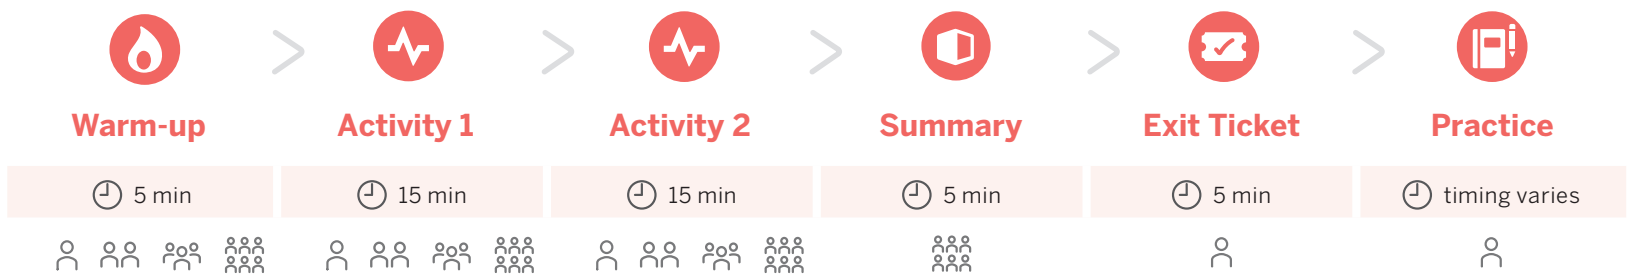 Warm-up Activity 1 Activity 2 Summary Exit Ticket Practice
5 min 15 min 15 min 5 min 5 min timing varies